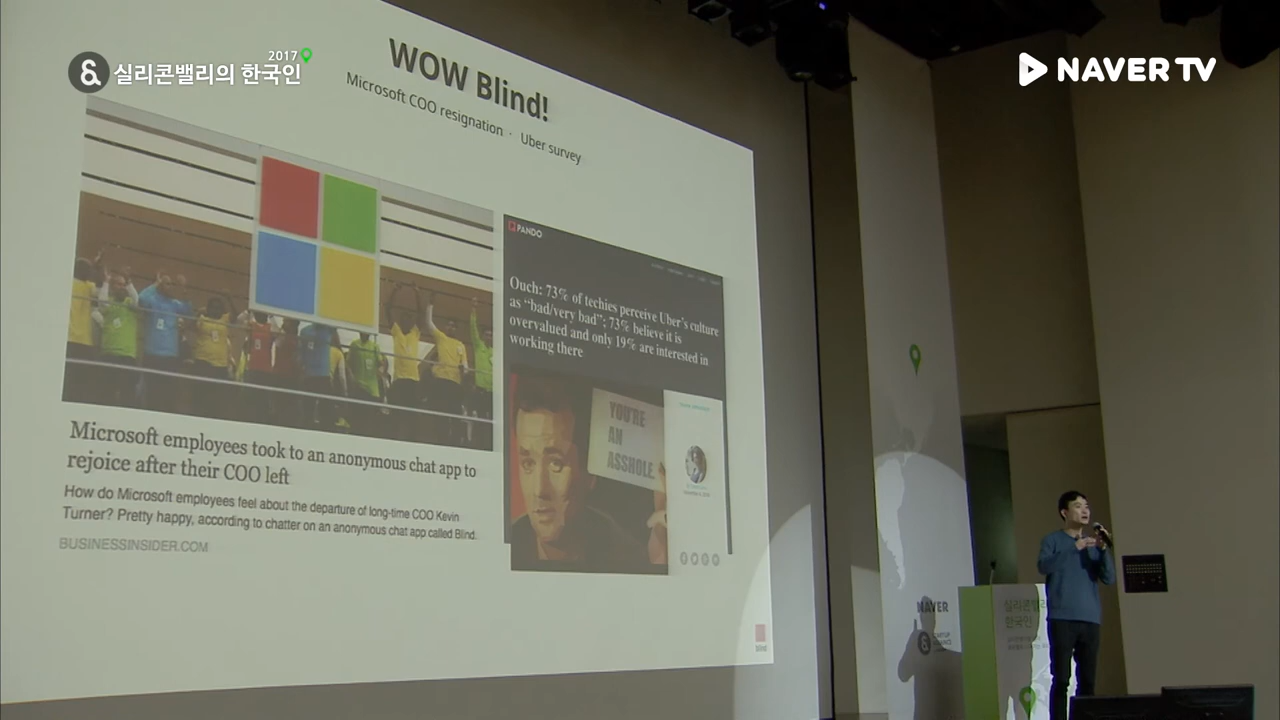 2017
실리콘밸리의 한국인
NAVER TV
WOW Blind!
Microsoft COO resignation · Uber survey
PANDO
Ouch: 73% of techies perceive Uber's culture
as "bad/very bad"; 73% believe it is
overvalued and only 19% are interested in
working there
YOU'RE
AN
ASSHOLE
Microsoft employees took to an anonymous chat app to
rejoice after their COO left
How do Microsoft employees feel about the departure of long-time COO Kevin
Turner? Pretty happy, according to chatter on an anonymous chat app called Blind.
BUSINESSINSIDER.COM
Blind
NAVER
실리콘밸
한국인